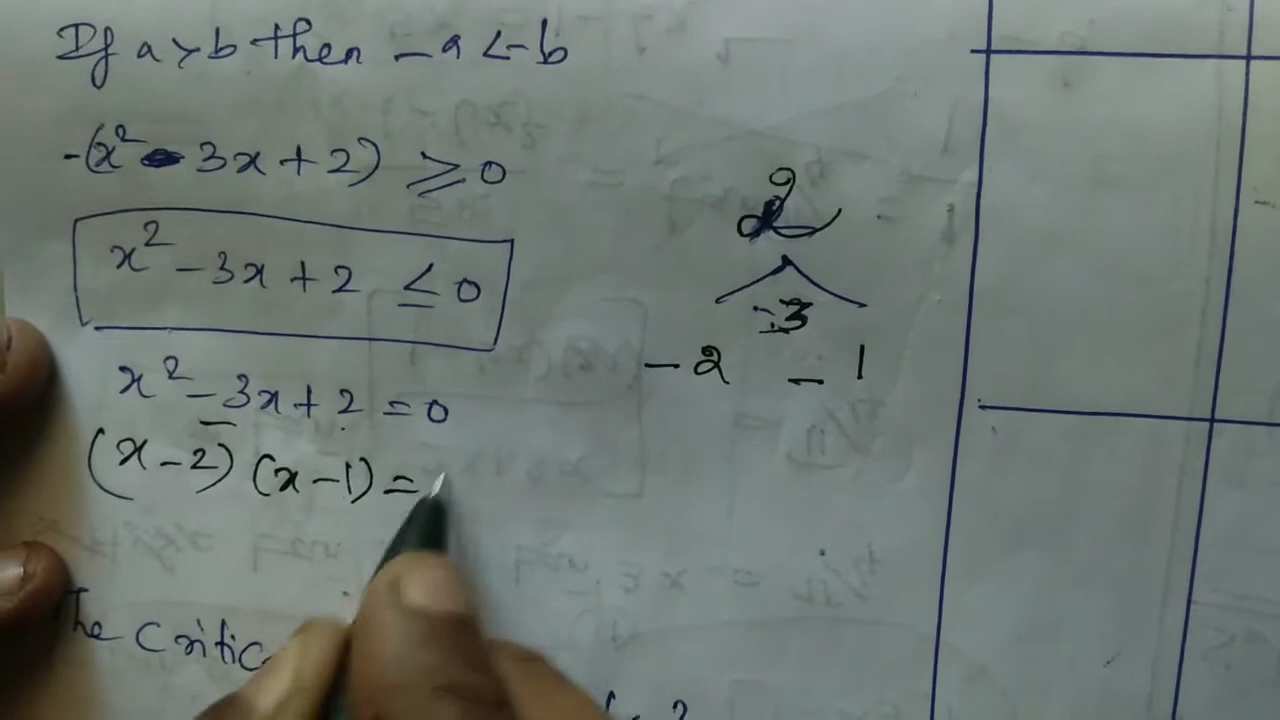 If a > b then -a < -b
-(x² - 3x + 2) ≥ 0
x² - 3x + 2 ≤ 0
x² - 3x + 2 = 0
(x - 2) (x - 1) =
The
2
-3
-2 -1